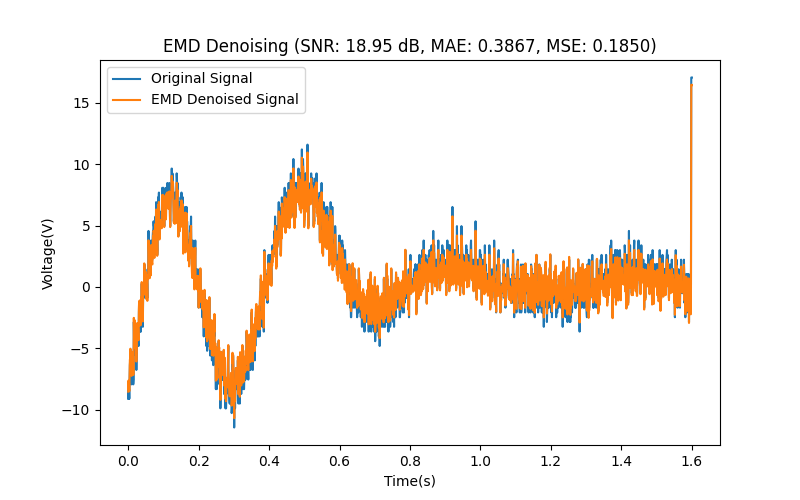 EMD Denoising (SNR: 18.95 dB, MAE: 0.3867, MSE: 0.1850)
Original Signal
EMD Denoised Signal
15
10
5
0
−5
−10
Voltage(V)
0.0 0.2 0.4 0.6 0.8 1.0 1.2 1.4 1.6
Time(s)